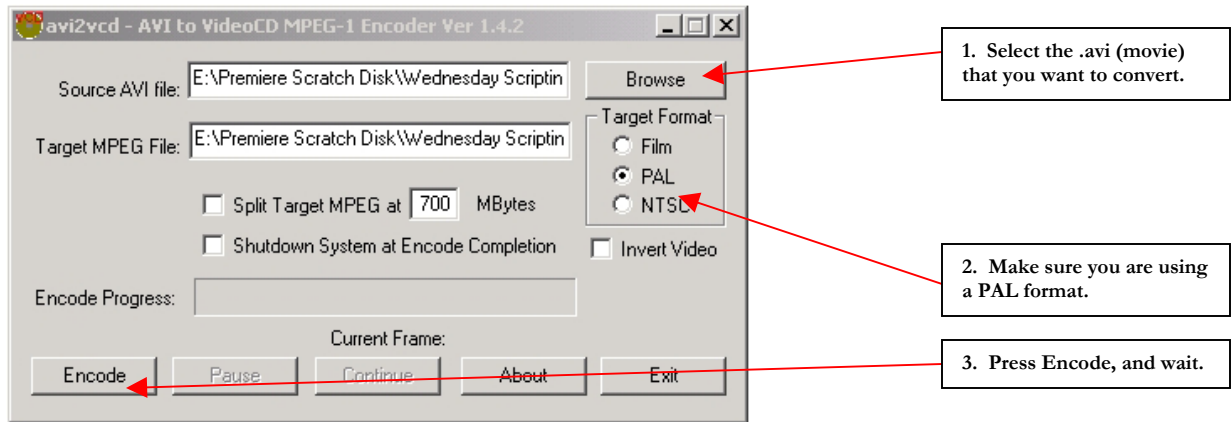 avi2vcd - AVI to VideoCD MPEG-1 Encoder Ver 1.4.2
Source AVI file: E:\Premiere Scratch Disk\Wednesday Scriptin Browse
Target MPEG File: E:\Premiere Scratch Disk\Wednesday Scriptin
Target Format
Film
PAL
NTSC
Split Target MPEG at 700 MBytes
Shutdown System at Encode Completion
Invert Video
Encode Progress:
Current Frame:
Encode Pause Continue About Exit
1. Select the .avi (movie)
that you want to convert.
2. Make sure you are using
a PAL format.
3. Press Encode, and wait.